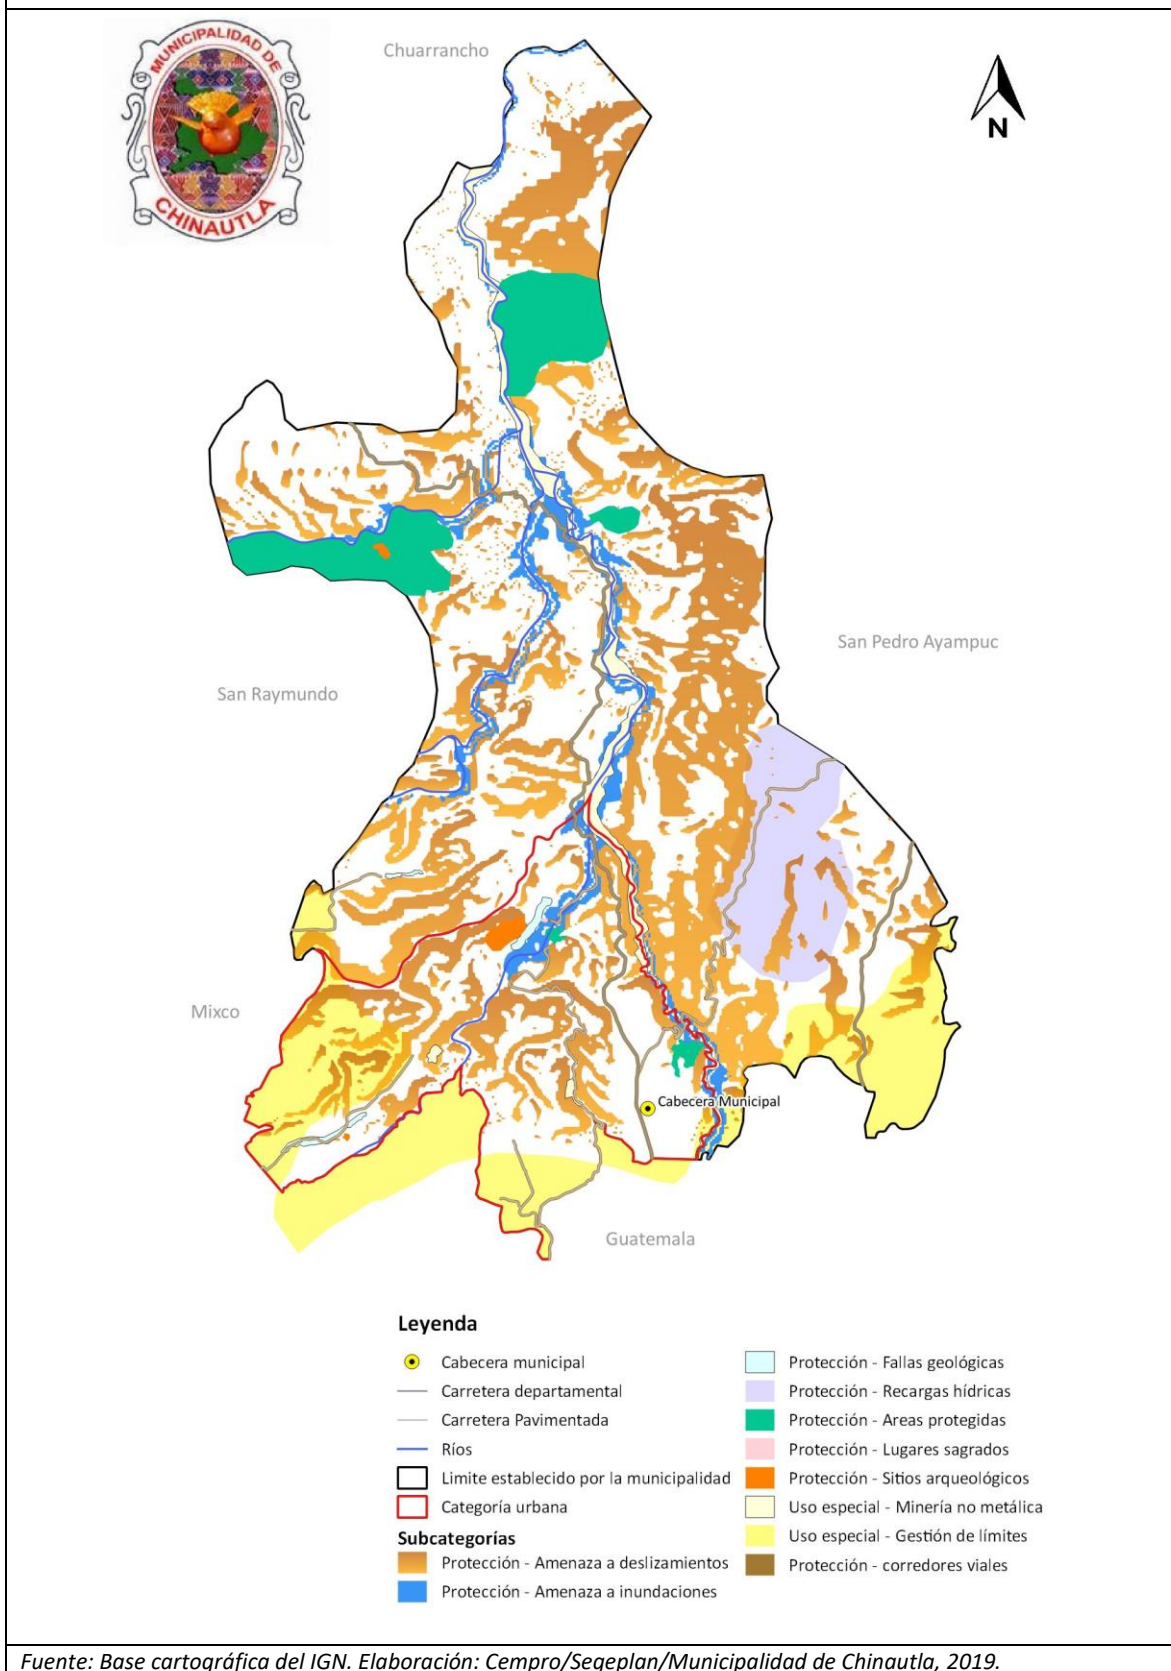 MUNICIPALIDAD DE
CHINAUTLA
Chuarrancho
N
San Pedro Ayampuc
San Raymundo
Mixco
Cabecera Municipal
Guatemala
Leyenda
Cabecera municipal
Carretera departamental
Carretera Pavimentada
Ríos
Limite establecido por la municipalidad
Categoría urbana
Subcategorías
Protección - Amenaza a deslizamientos
Protección - Amenaza a inundaciones
Protección - Fallas geológicas
Protección - Recargas hídricas
Protección - Areas protegidas
Protección - Lugares sagrados
Protección - Sitios arqueológicos
Uso especial - Minería no metálica
Uso especial - Gestión de límites
Protección - corredores viales
Fuente: Base cartográfica del IGN. Elaboración: Cempro/Segeplan/Municipalidad de Chinautla, 2019.